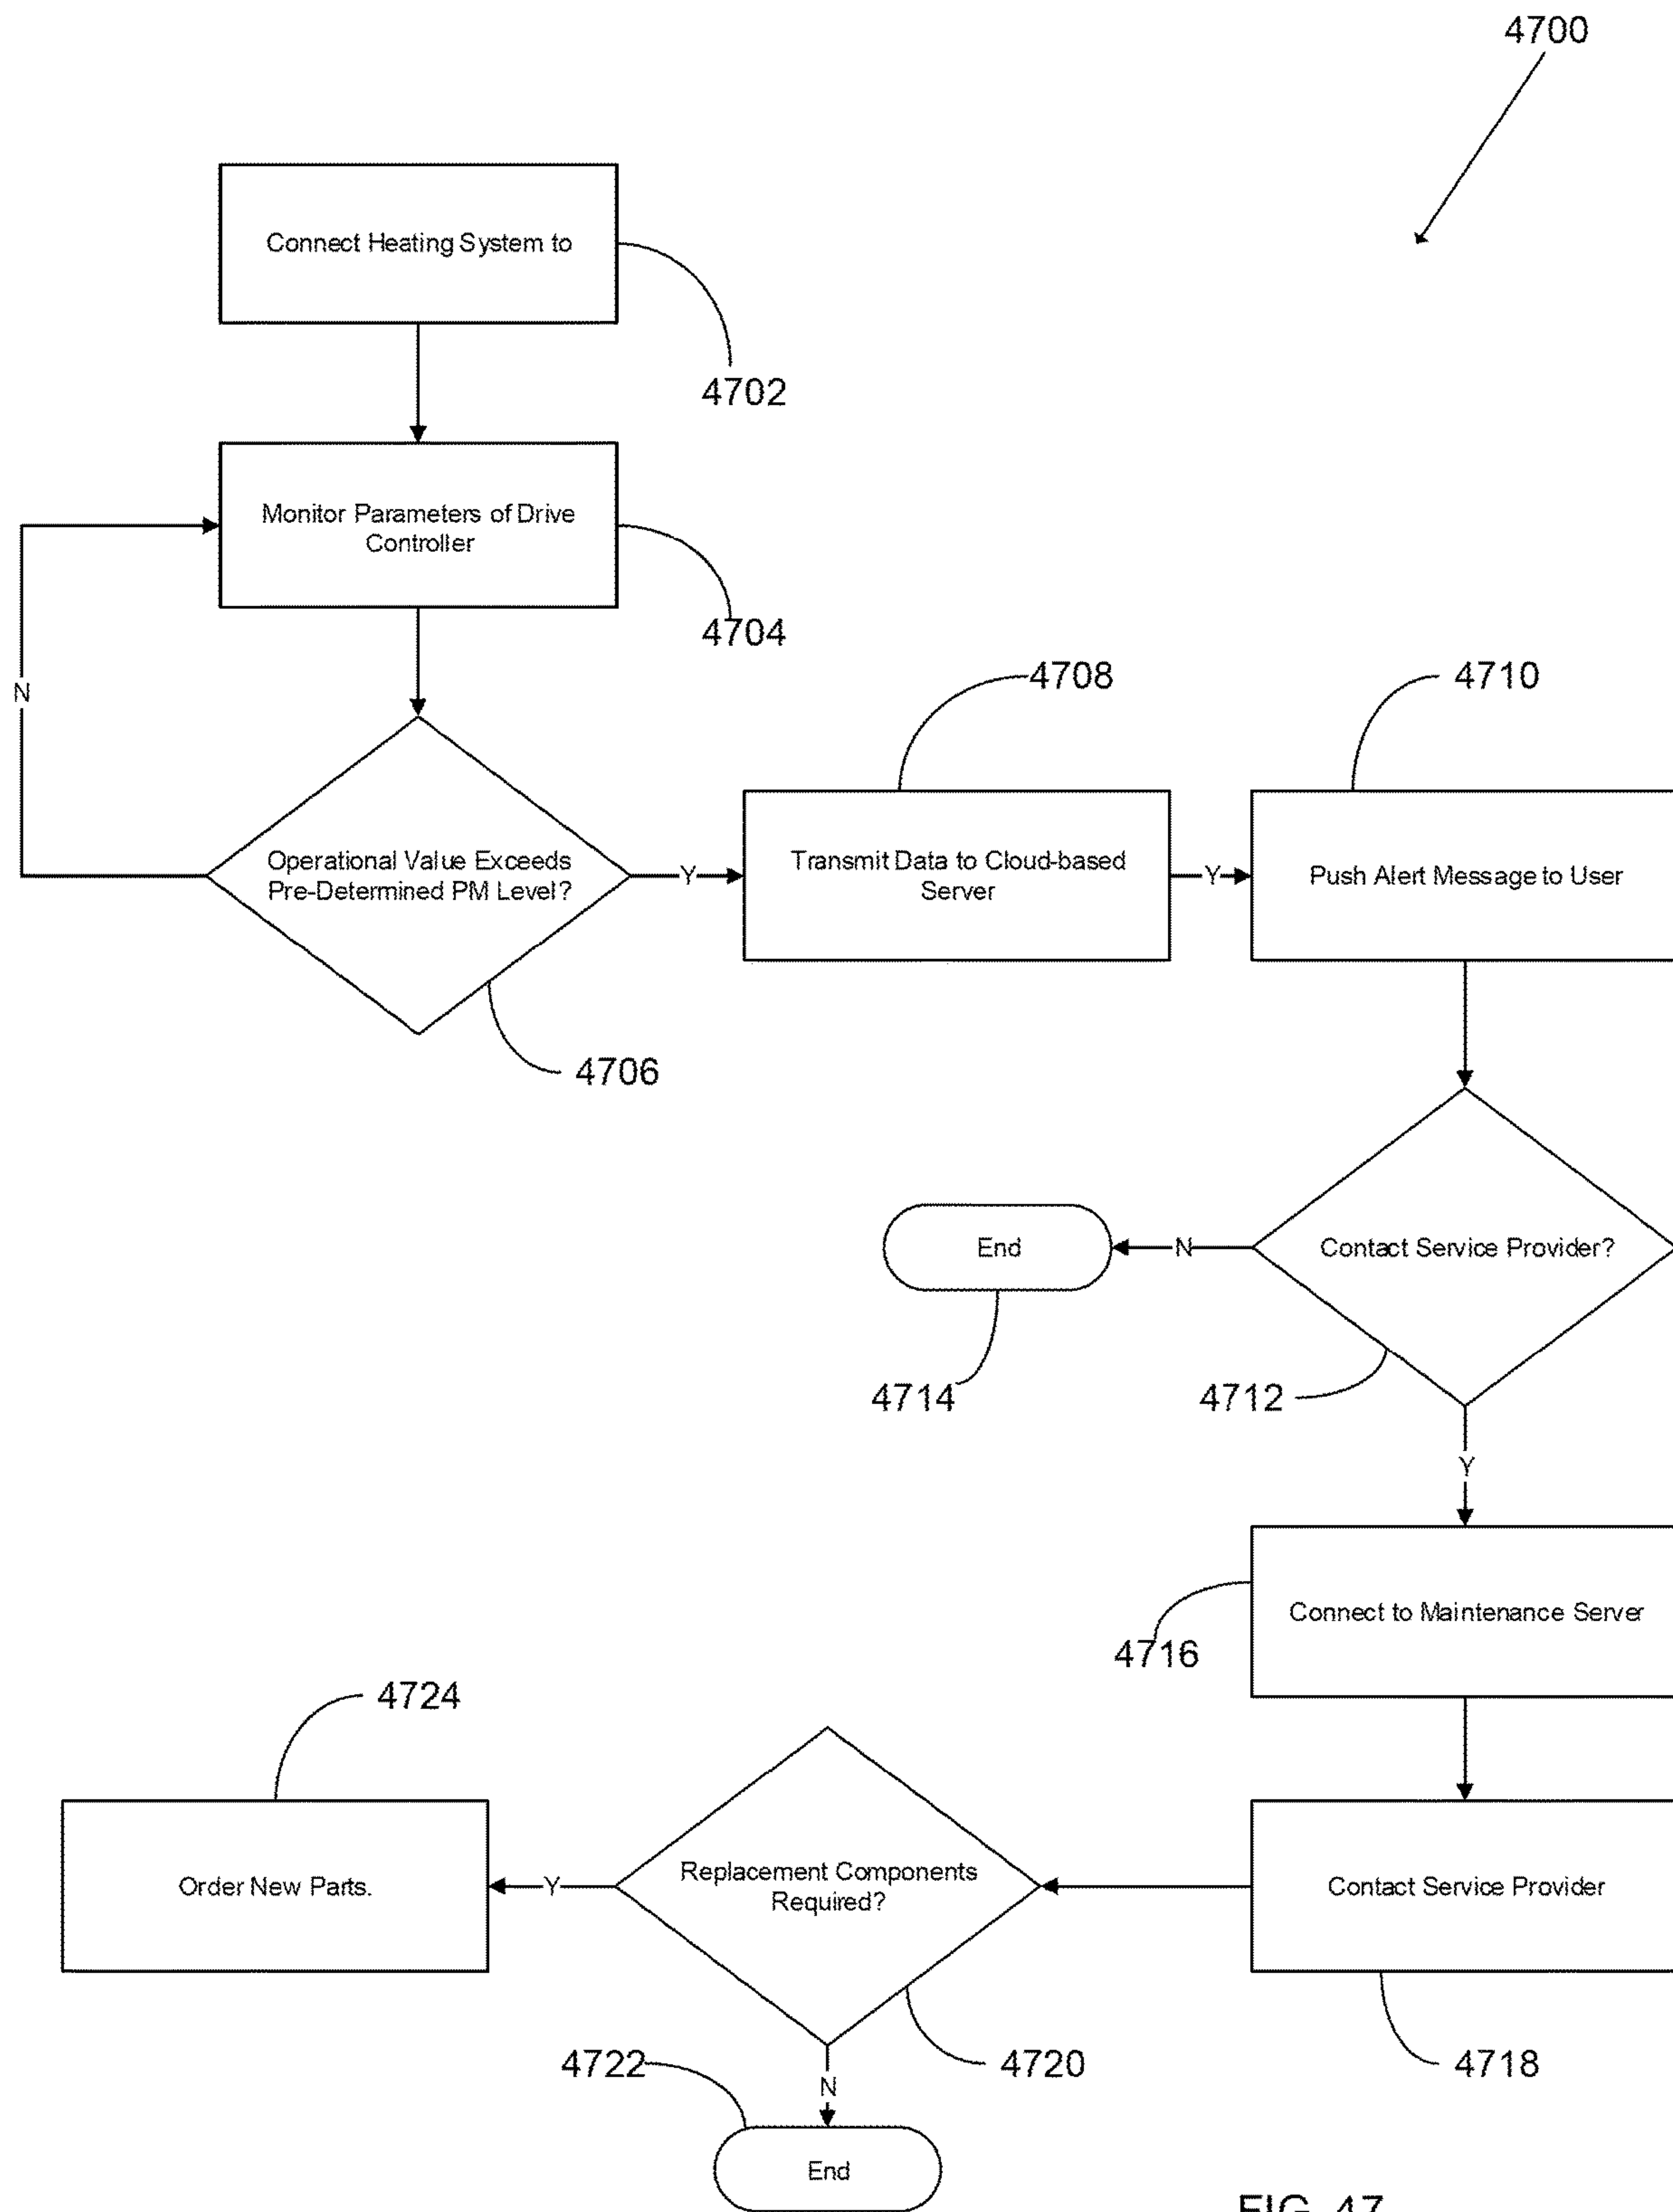 4700
Connect Heating System to
4702
Monitor Parameters of Drive
Controller
4704
N
4708
4710
Operational Value Exceeds
Pre-Determined PM Level?
Y
Transmit Data to Cloud-based
Server
Y
Push Alert Message to User
4706
End
N
Contact Service Provider?
4714
4712
Y
Connect to Maintenance Server
4716
4724
Order New Parts.
Y
Replacement Components
Required?
Contact Service Provider
4722
4720
4718
N
End
FIG. 47